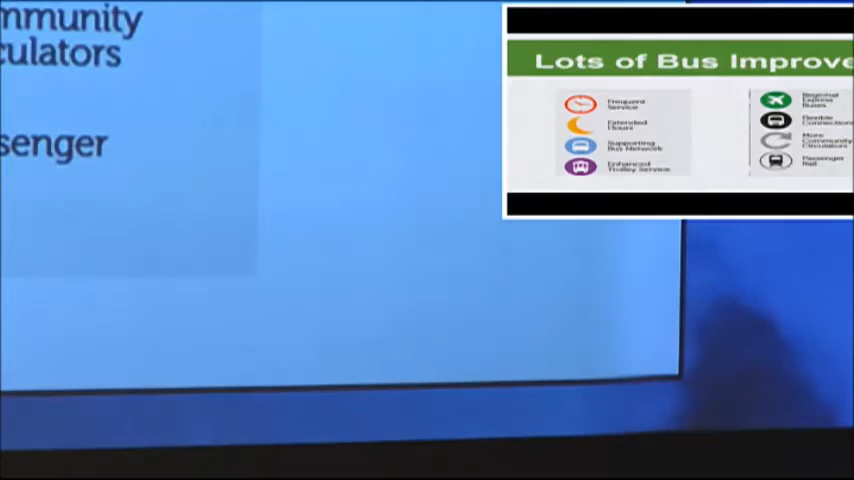 mmunity
culators
senger
Lots of Bus Improve
Frequent
Service
Extended
Hours
Supporting
Bus Network
Enhanced
Trolley Service
Regional
Express
Buses
Flexible
Connections
More
Community
Circulators
Passenger
Rail